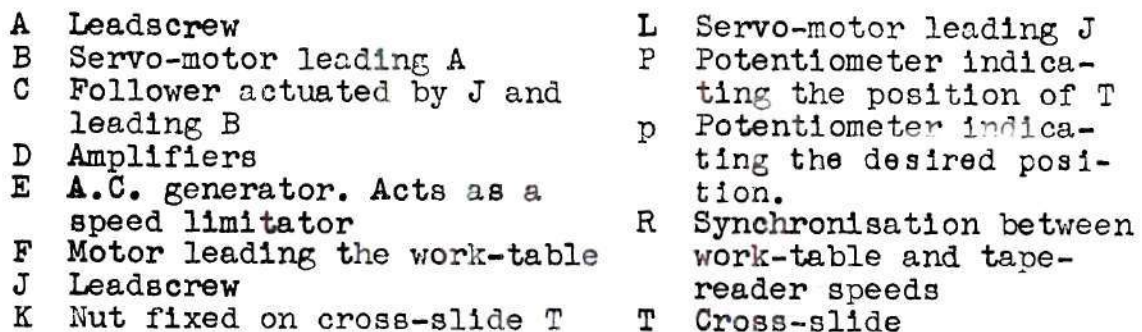 A Leadscrew
B Servo-motor leading A
C Follower actuated by J and
leading B
D Amplifiers
E A.C. generator. Acts as a
speed limitator
F Motor leading the work-table
J Leadscrew
K Nut fixed on cross-slide T
L Servo-motor leading J
P Potentiometer indica-
ting the position of T
p Potentiometer indica-
ting the desired posi-
tion.
R Synchronisation between
work-table and tape-
reader speeds
T Cross-slide